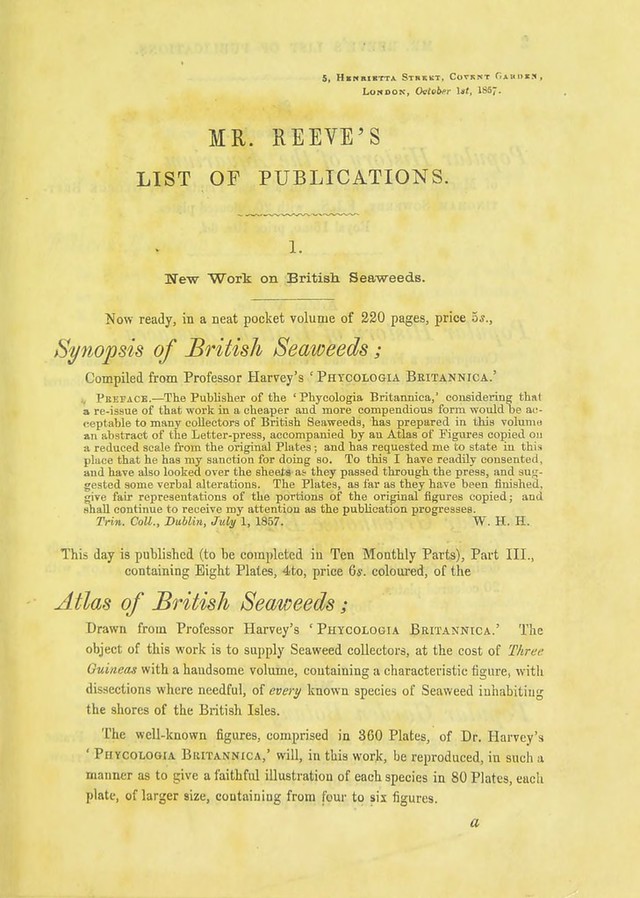 5, Henrietta Street, Covent Garden,
London, October 1st, 1857.
MR. REEVE'S
LIST OF PUBLICATIONS.
1.
New Work on British Seaweeds.
Now ready, in a neat pocket volume of 220 pages, price 5s.,
Synopsis of British Seaweeds;
Compiled from Professor Harvey's ‘Phycologia Britannica.’
Preface.—The Publisher of the ‘Phycologia Britannica,’ considering that
a re-issue of that work in a cheaper and more compendious form would be ac-
ceptable to many collectors of British Seaweeds, has prepared in this volume
an abstract of the Letter-press, accompanied by an Atlas of Figures copied on
a reduced scale from the original Plates; and has requested me to state in this
place that he has my sanction for doing so. To this I have readily consented,
and have also looked over the sheets as they passed through the press, and sug-
gested some verbal alterations. The Plates, as far as they have been finished,
give fair representations of the portions of the original figures copied; and
shall continue to receive my attention as the publication progresses.
Trin. Coll., Dublin, July 1, 1857. W. H. H.
This day is published (to be completed in Ten Monthly Parts), Part III.,
containing Eight Plates, 4to, price 6s. coloured, of the
Atlas of British Seaweeds;
Drawn from Professor Harvey's ‘Phycologia Britannica.’ The
object of this work is to supply Seaweed collectors, at the cost of Three
Guineas with a handsome volume, containing a characteristic figure, with
dissections where needful, of every known species of Seaweed inhabiting
the shores of the British Isles.
The well-known figures, comprised in 360 Plates, of Dr. Harvey's
‘Phycologia Britannica,’ will, in this work, be reproduced, in such a
manner as to give a faithful illustration of each species in 80 Plates, each
plate, of larger size, containing from four to six figures.
a